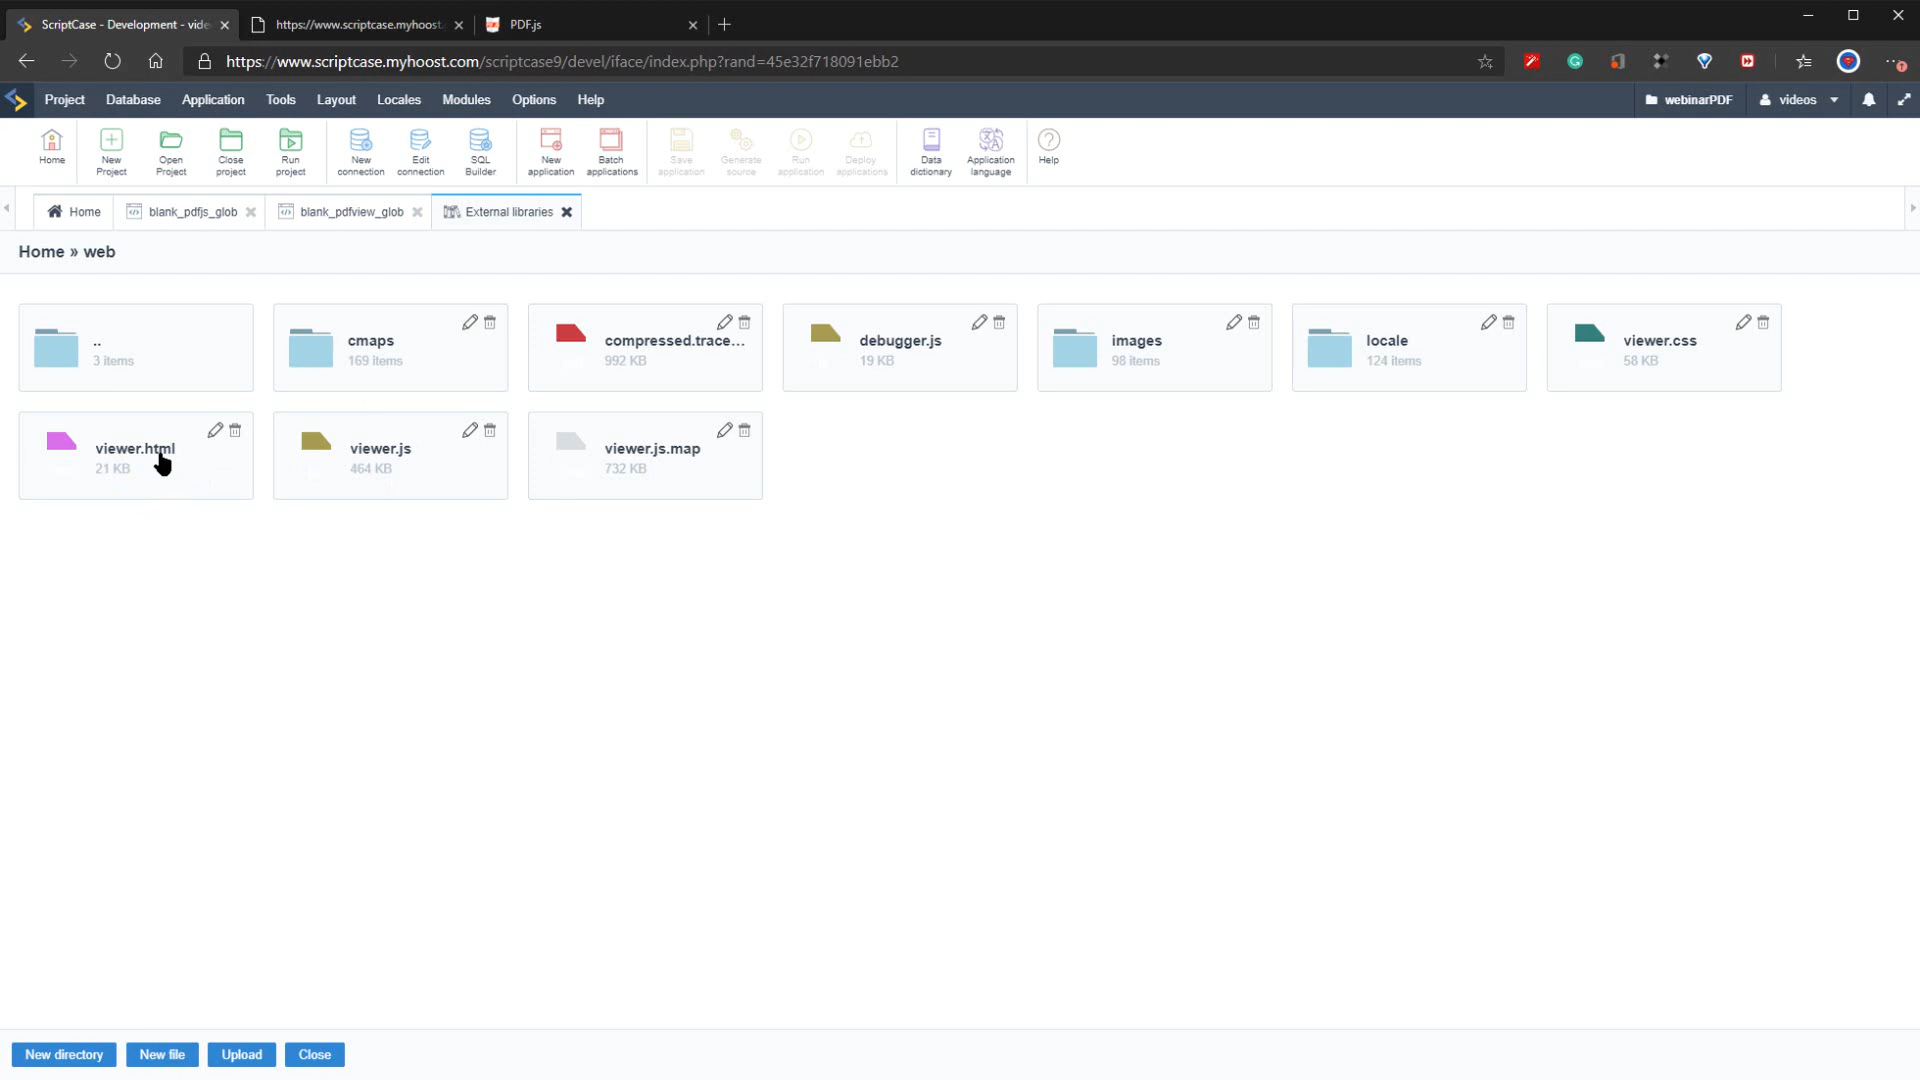 ScriptCase - Development - vide
https://www.scriptcase.myhoost.
PDF.js
https://www.scriptcase.myhoost.com/scriptcase9/devel/iface/index.php?rand=45e32f718091ebb2
Project Database Application Tools Layout Locales Modules Options Help
webinarPDF videos
Home
New Project
Open Project
Close project
Run project
New connection
Edit connection
SQL Builder
New application
Batch applications
Save application
Generate source
Run application
Deploy applications
Data dictionary
Application language
Help
Home blank_pdfjs_glob blank_pdfview_glob External libraries
Home » web
..
3 items
cmaps
169 items
compressed.trace...
992 KB
debugger.js
19 KB
images
98 items
locale
124 items
viewer.css
58 KB
viewer.html
21 KB
viewer.js
464 KB
viewer.js.map
732 KB
New directory New file Upload Close